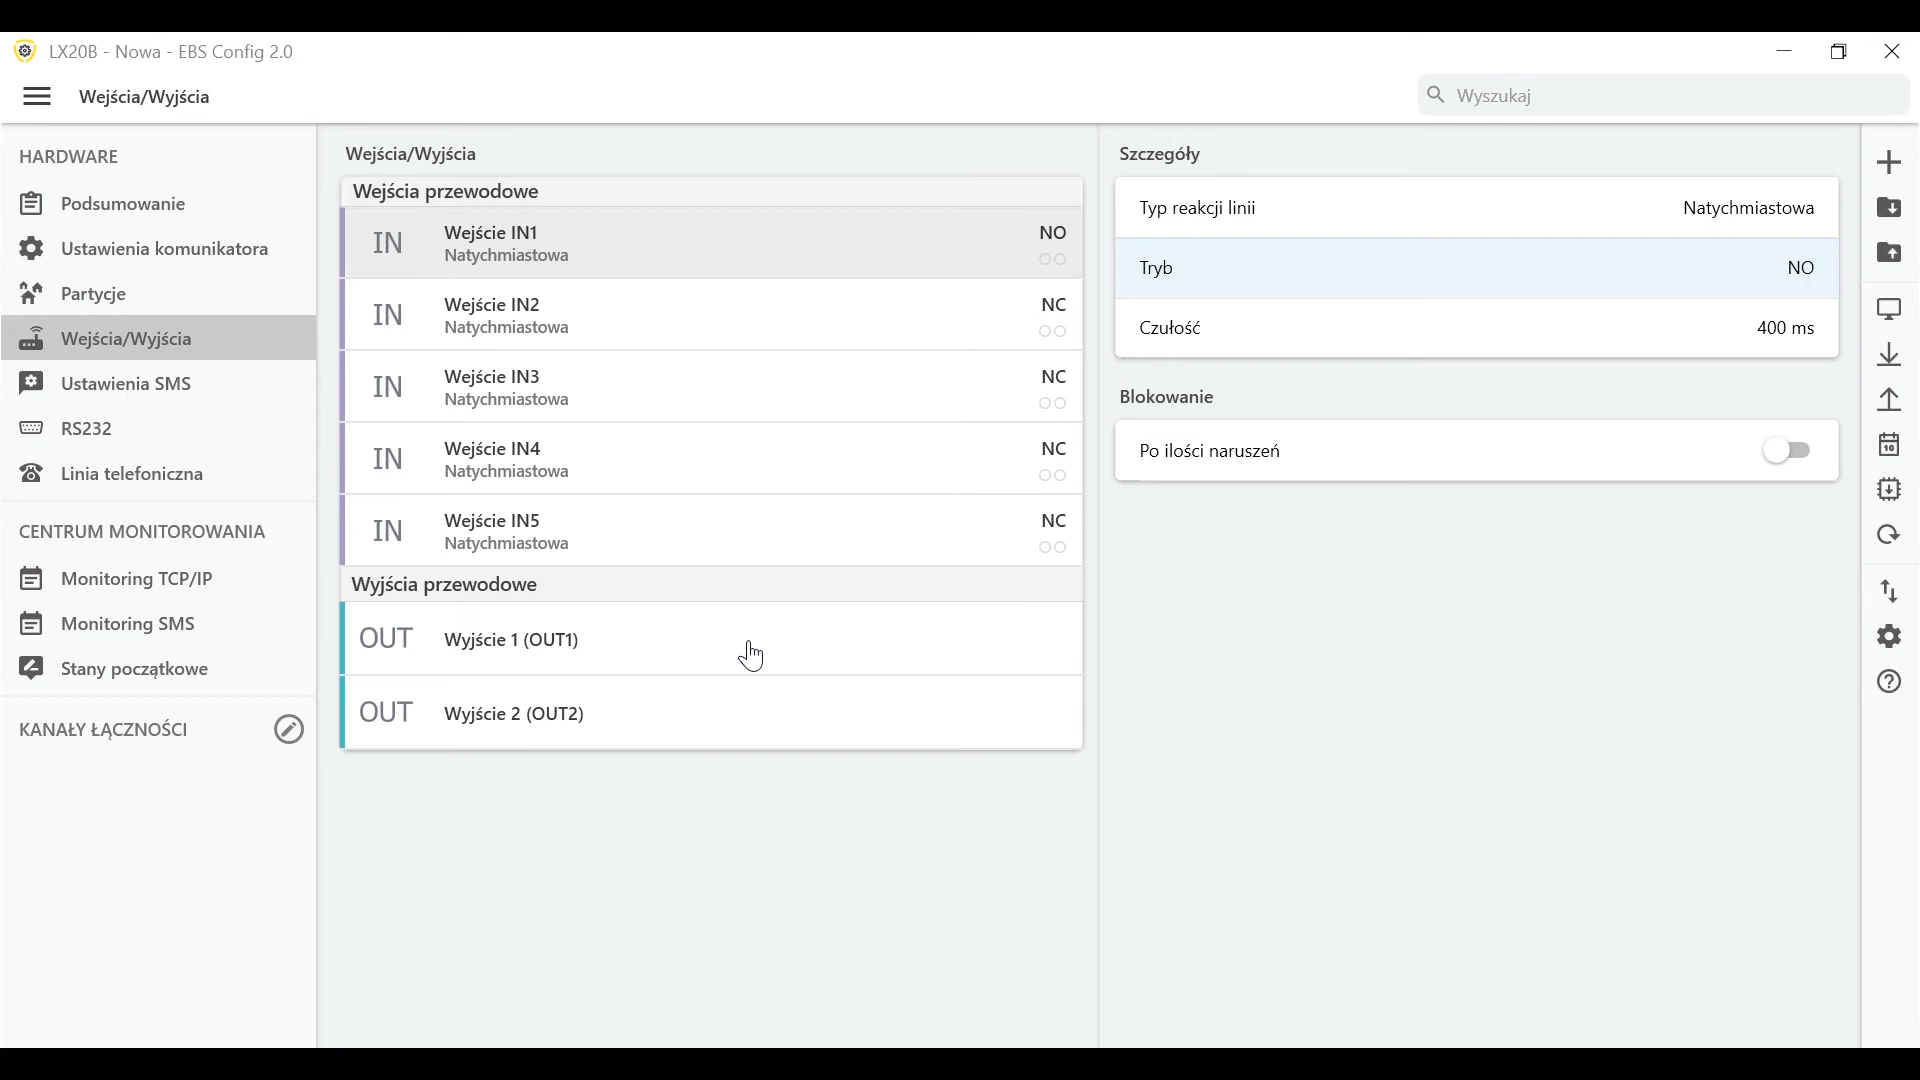 LX20B - Nowa - EBS Config 2.0
Wejścia/Wyjścia
Wyszukaj
HARDWARE
Podsumowanie
Ustawienia komunikatora
Partycje
Wejścia/Wyjścia
Ustawienia SMS
RS232
Linia telefoniczna
CENTRUM MONITOROWANIA
Monitoring TCP/IP
Monitoring SMS
Stany początkowe
KANAŁY ŁĄCZNOŚCI
Wejścia/Wyjścia
Wejścia przewodowe
IN Wejście IN1 NO
Natychmiastowa
IN Wejście IN2 NC
Natychmiastowa
IN Wejście IN3 NC
Natychmiastowa
IN Wejście IN4 NC
Natychmiastowa
IN Wejście IN5 NC
Natychmiastowa
Wyjścia przewodowe
OUT Wyjście 1 (OUT1)
OUT Wyjście 2 (OUT2)
Szczegóły
Typ reakcji linii Natychmiastowa
Tryb NO
Czułość 400 ms
Blokowanie
Po ilości naruszeń
10